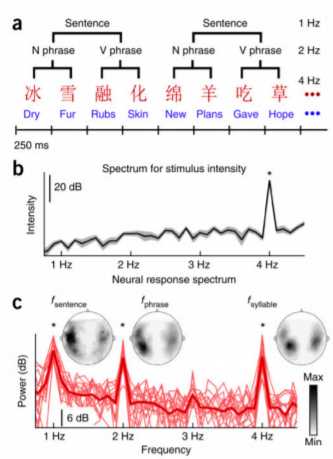 a
Sentence Sentence 1 Hz
N phrase V phrase N phrase V phrase 2 Hz
4 Hz
冰 雪 融 化 绵 羊 吃 草 •••
Dry Fur Rubs Skin New Plans Gave Hope •••
250 ms
b
Spectrum for stimulus intensity
20 dB
*
Intensity
1 Hz 2 Hz 3 Hz 4 Hz
Neural response spectrum
c
fsentence fphrase fsyllable
* * *
Power (dB)
6 dB
Max
Min
1 Hz 2 Hz 3 Hz 4 Hz
Frequency